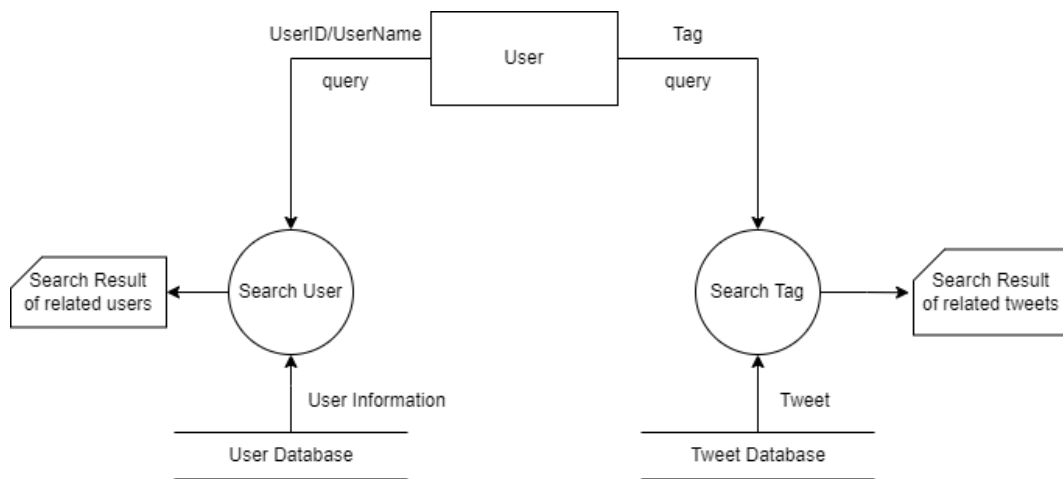 UserID/UserName
query
User
Tag
query
Search Result
of related users
Search User
Search Tag
Search Result
of related tweets
User Information
Tweet
User Database
Tweet Database